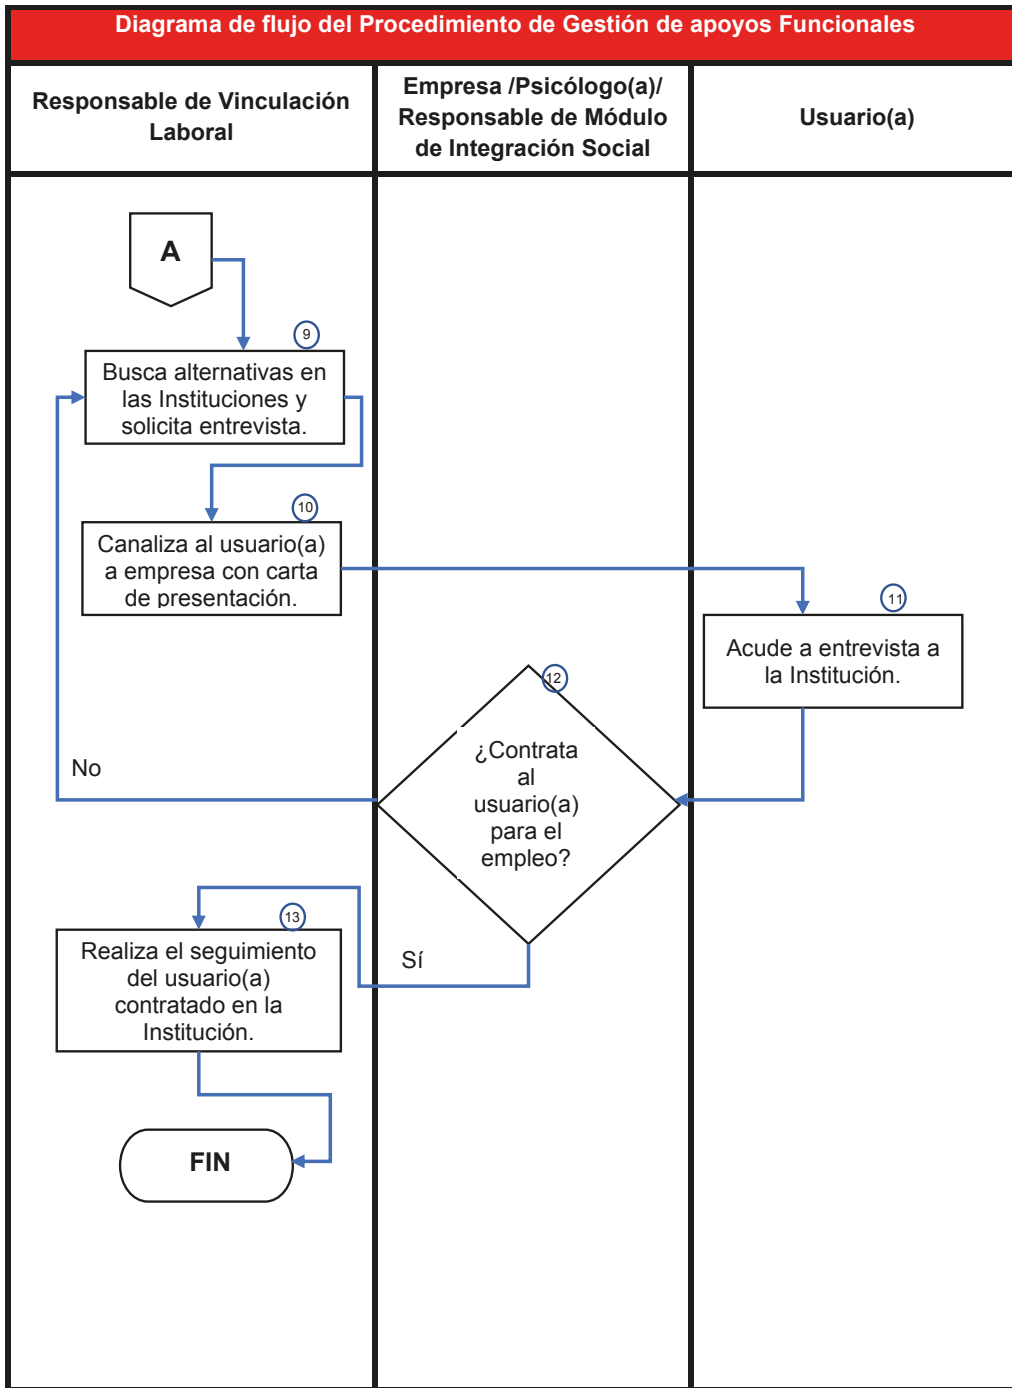 Diagrama de flujo del Procedimiento de Gestión de apoyos Funcionales
Responsable de Vinculación
Laboral
Empresa /Psicólogo(a)/
Responsable de Módulo
de Integración Social
Usuario(a)
A
9
Busca alternativas en
las Instituciones y
solicita entrevista.
10
Canaliza al usuario(a)
a empresa con carta
de presentación.
11
Acude a entrevista a
la Institución.
12
¿Contrata
al
usuario(a)
para el
empleo?
No
Sí
13
Realiza el seguimiento
del usuario(a)
contratado en la
Institución.
FIN